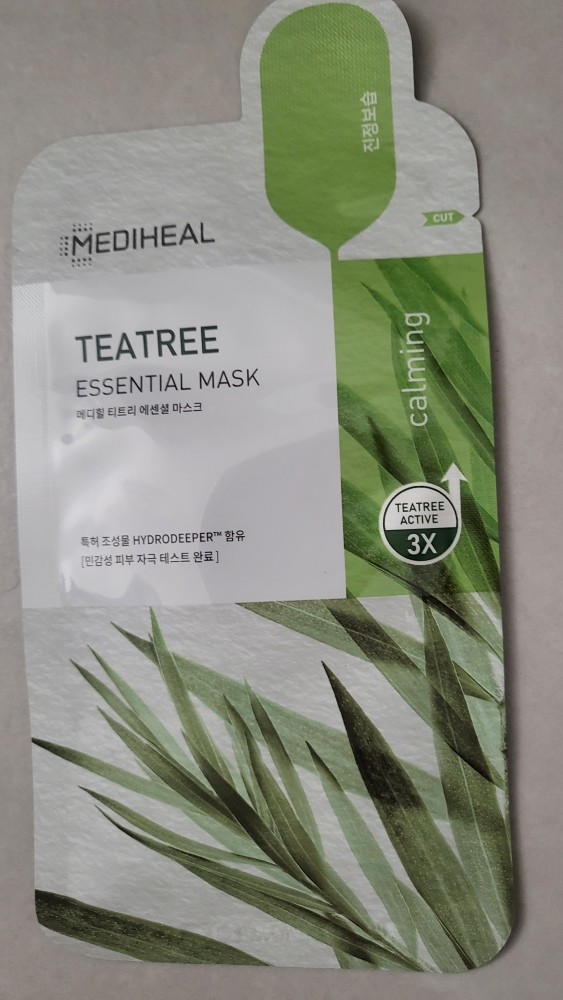 진정보습
CUT
MEDIHEAL
TEATREE
ESSENTIAL MASK
메디힐 티트리 에센셜 마스크
calming
TEATREE
ACTIVE
3X
특허 조성물 HYDRODEEPER™ 함유
[민감성 피부 자극 테스트 완료]